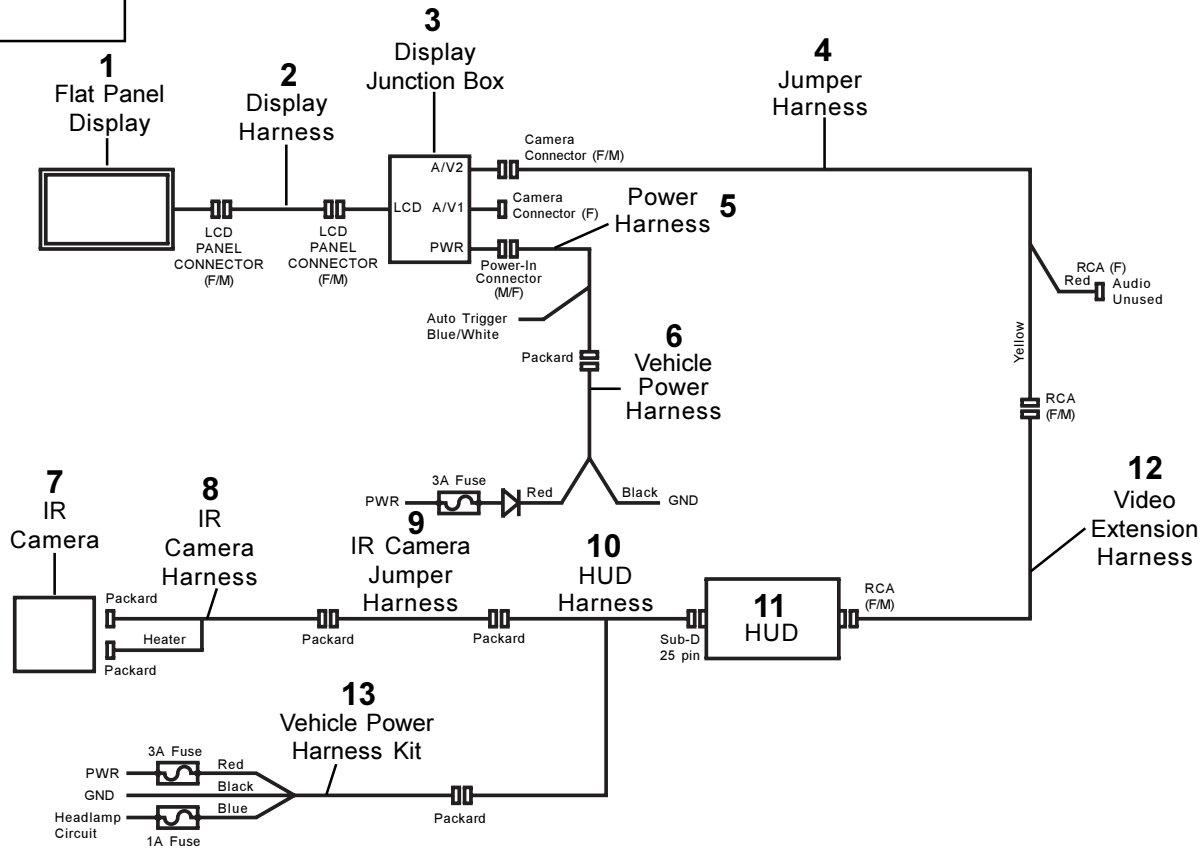 1
Flat Panel
Display
2
Display
Harness
3
Display
Junction Box
4
Jumper
Harness
LCD
PANEL
CONNECTOR
(F/M)
LCD
PANEL
CONNECTOR
(F/M)
LCD
A/V2
A/V1
PWR
Camera
Connector (F/M)
Camera
Connector (F)
Power-In
Connector
(M/F)
Power
Harness
5
Auto Trigger
Blue/White
Packard
6
Vehicle
Power
Harness
PWR
3A Fuse
Red
Black
GND
RCA (F)
Red
Audio
Unused
Yellow
RCA
(F/M)
7
IR
Camera
8
IR
Camera
Harness
9
IR Camera
Jumper
Harness
10
HUD
Harness
11
HUD
12
Video
Extension
Harness
Packard
Heater
Packard
Packard
Packard
Sub-D
25 pin
RCA
(F/M)
13
Vehicle Power
Harness Kit
3A Fuse
PWR
Red
GND
Black
Headlamp
Circuit
Blue
1A Fuse
Packard